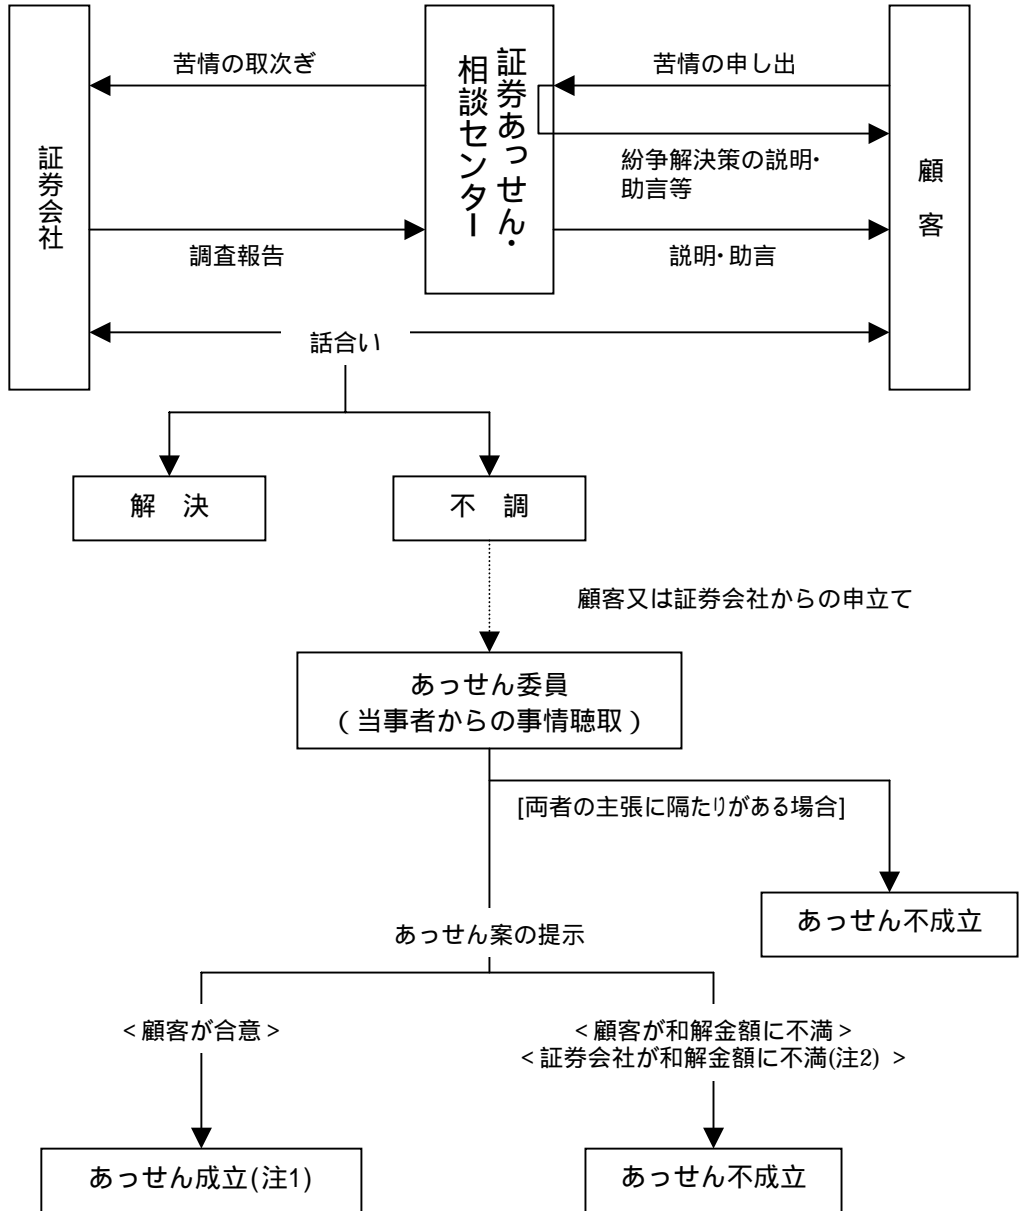 苦情の取次ぎ
証券あっせん・
相談センター
苦情の申し出
証券会社
紛争解決策の説明・
助言等
顧客
調査報告
説明・助言
話合い
解　決
不　調
顧客又は証券会社からの申立て
あっせん委員
（当事者からの事情聴取）
[両者の主張に隔たりがある場合]
あっせん不成立
あっせん案の提示
＜顧客が合意＞
＜顧客が和解金額に不満＞
＜証券会社が和解金額に不満(注2) ＞
あっせん成立(注1)
あっせん不成立